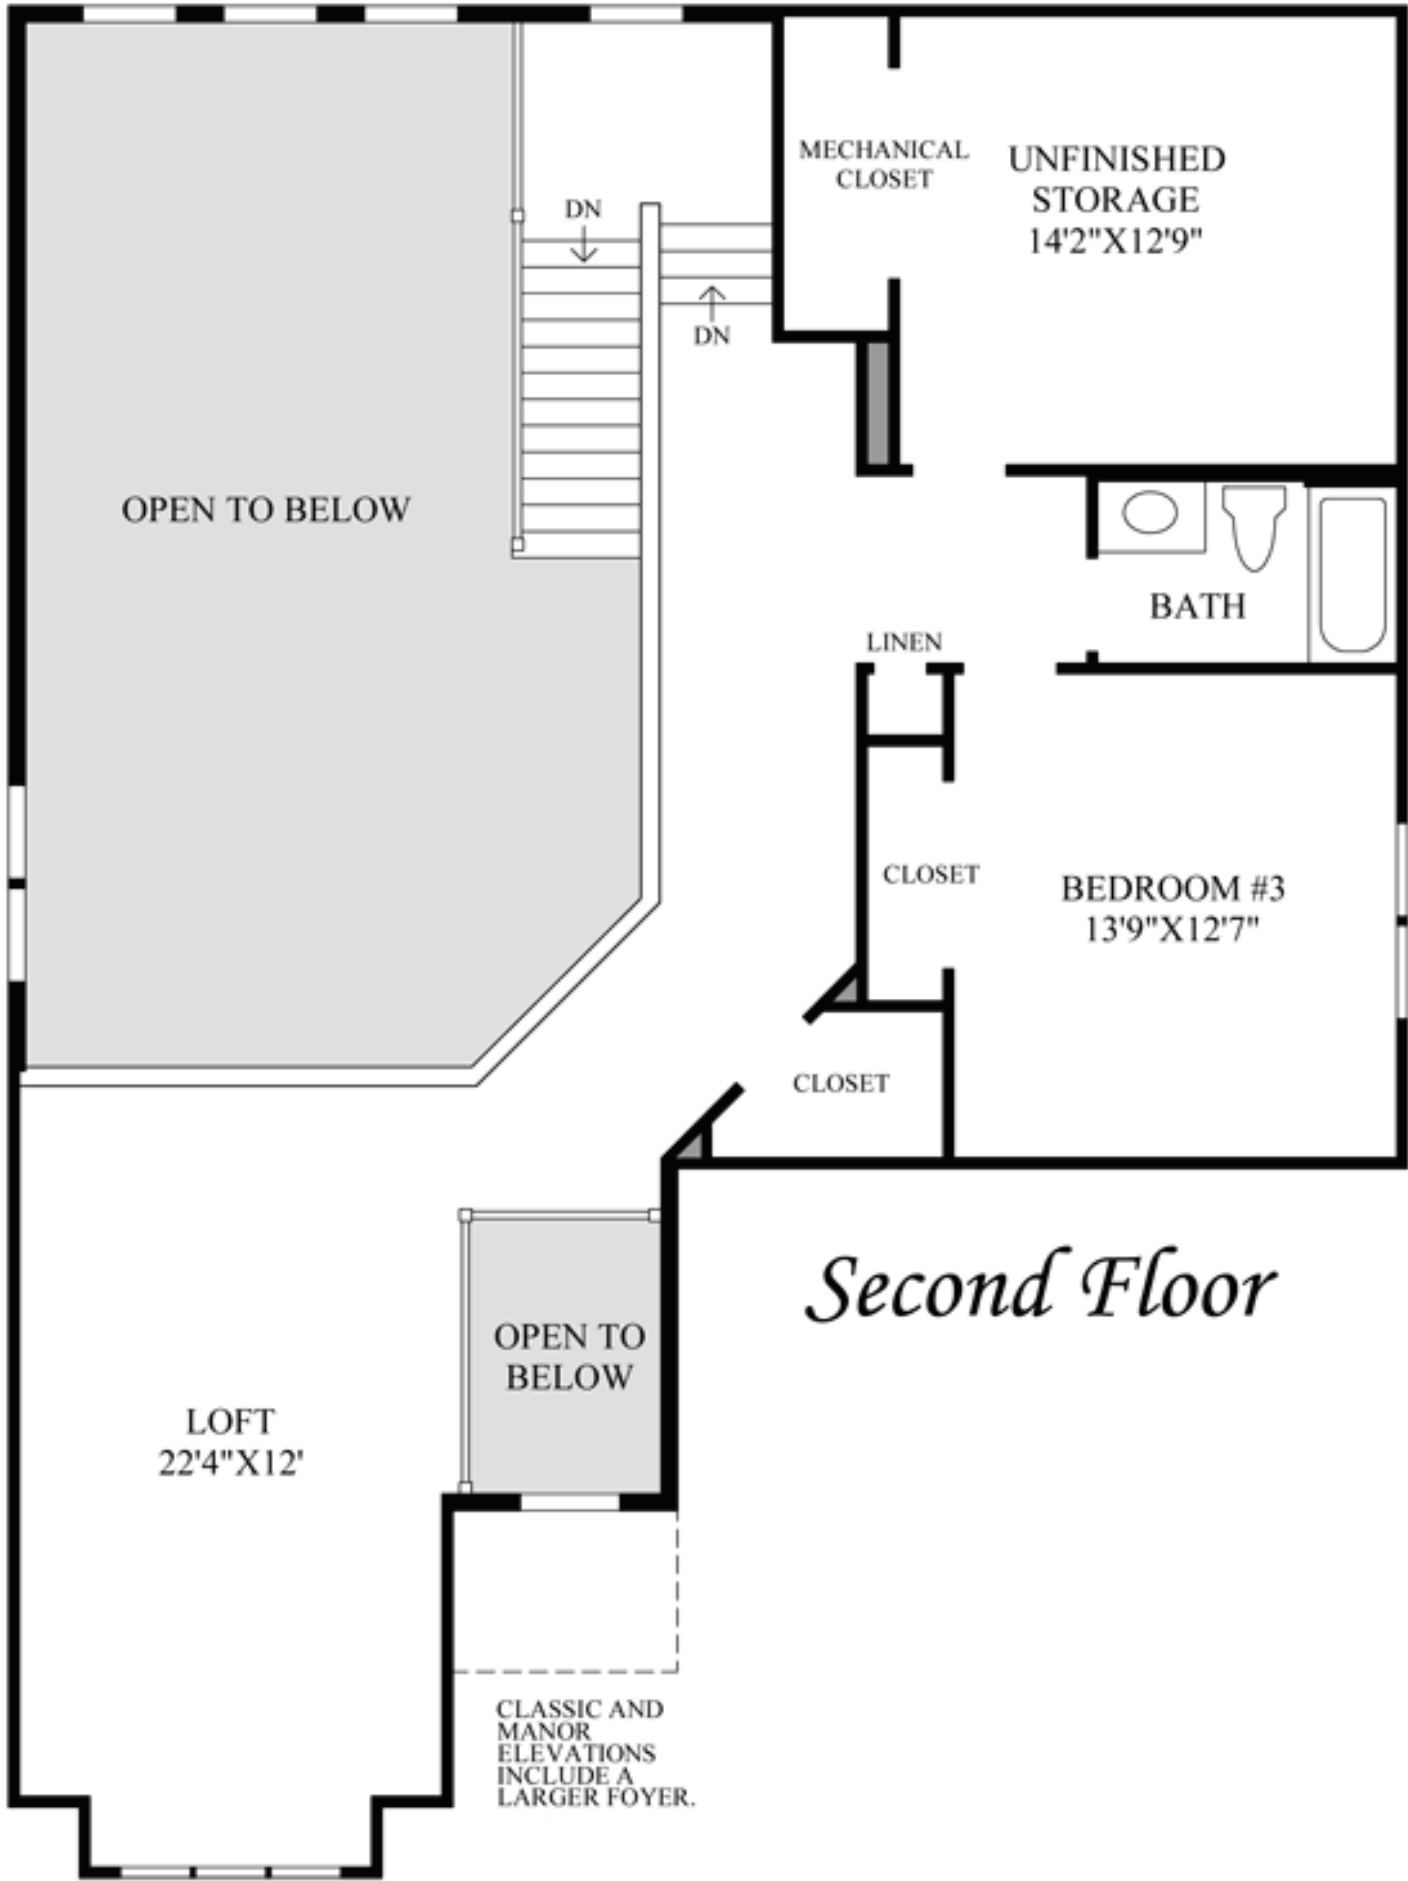 MECHANICAL
CLOSET
UNFINISHED
STORAGE
14'2"X12'9"
DN
DN
OPEN TO BELOW
BATH
LINEN
CLOSET
BEDROOM #3
13'9"X12'7"
CLOSET
Second Floor
OPEN TO
BELOW
LOFT
22'4"X12'
CLASSIC AND
MANOR
ELEVATIONS
INCLUDE A
LARGER FOYER.